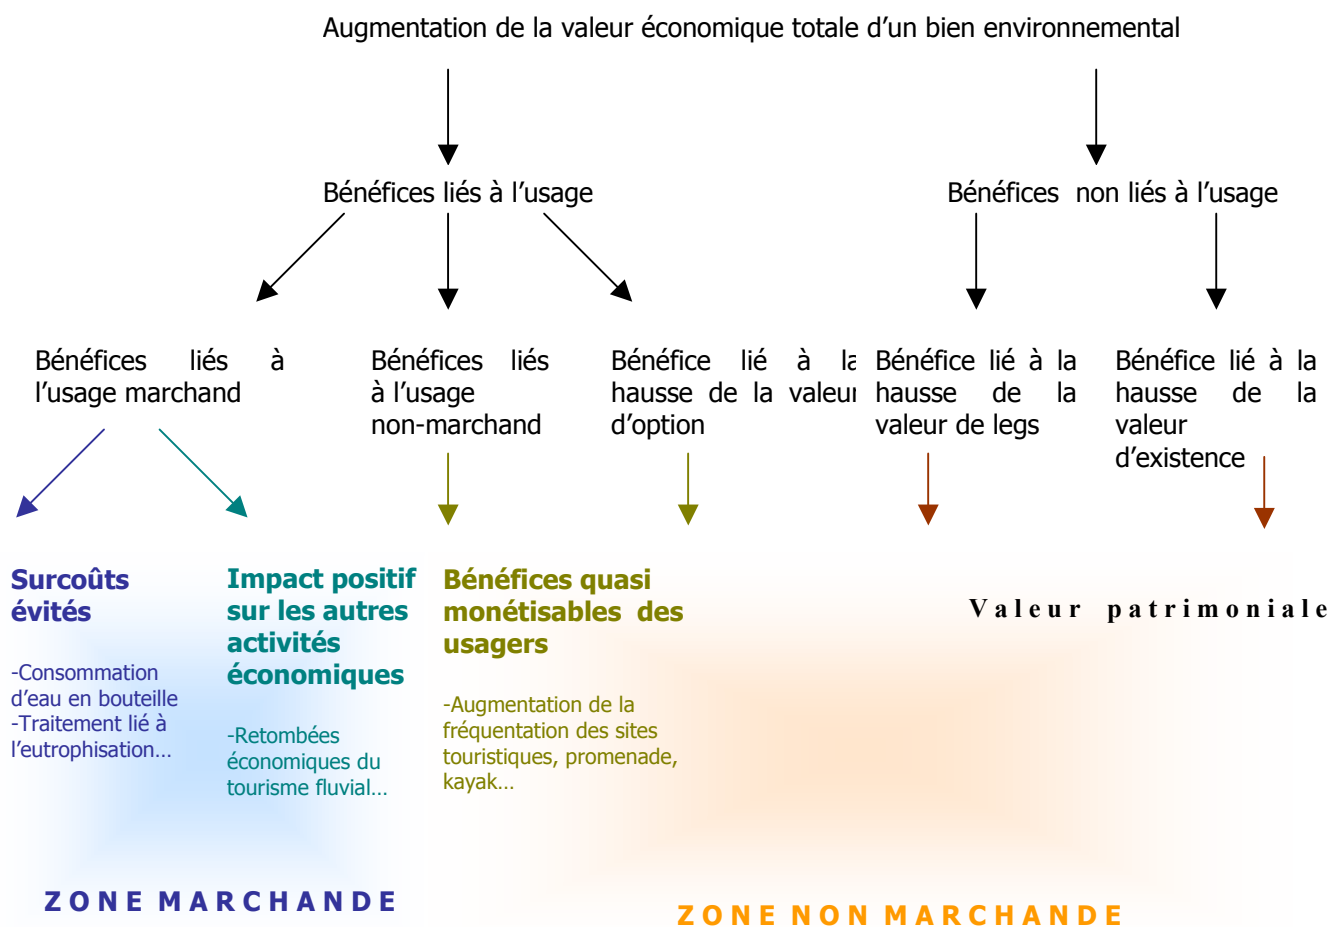 Augmentation de la valeur économique totale d'un bien environnemental
Bénéfices liés à l'usage
Bénéfices non liés à l'usage
Bénéfices liés à
l'usage marchand
Bénéfices liés
à l'usage
non-marchand
Bénéfice lié à la
hausse de la valeur
d'option
Bénéfice lié à la
hausse de la
valeur de legs
Bénéfice lié à la
hausse de la
valeur
d'existence
Surcoûts
évités
-Consommation
d'eau en bouteille
-Traitement lié à
l'eutrophisation…
Impact positif
sur les autres
activités
économiques
-Retombées
économiques du
tourisme fluvial…
Bénéfices quasi
monétisables des
usagers
-Augmentation de la
fréquentation des sites
touristiques, promenade,
kayak…
Valeur patrimoniale
ZONE MARCHANDE
ZONE NON MARCHANDE